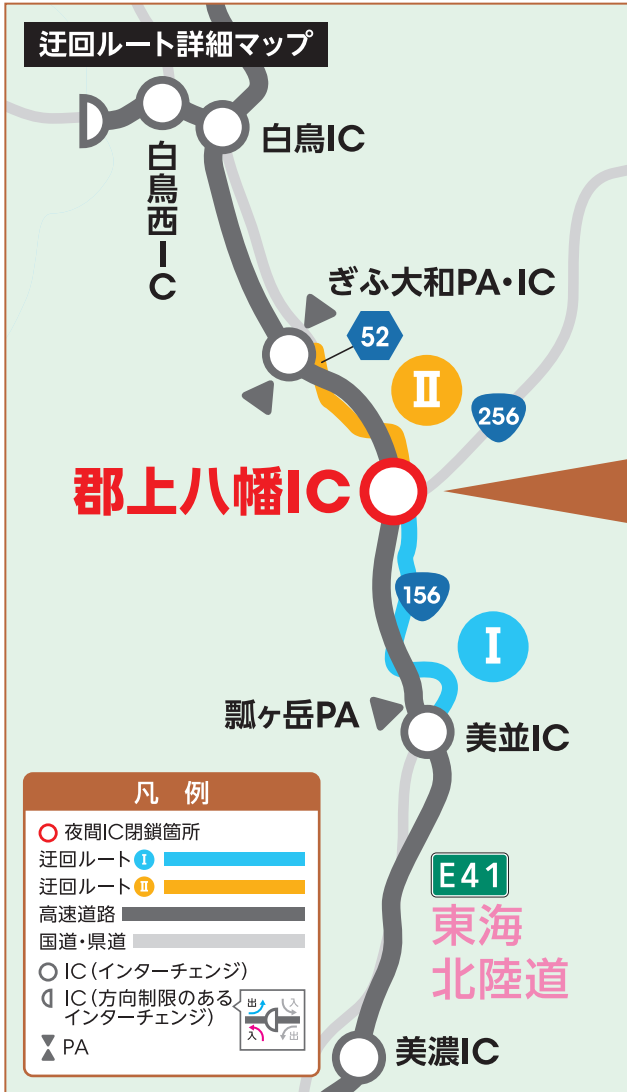 迂回ルート詳細マップ
白鳥IC
白鳥西IC
ぎふ大和PA・IC
52
Ⅱ
256
郡上八幡IC
156
Ⅰ
瓢ヶ岳PA
美並IC
凡 例
夜間IC閉鎖箇所
迂回ルート Ⅰ
迂回ルート Ⅱ
高速道路
国道・県道
IC(インターチェンジ)
IC(方向制限のある
インターチェンジ)
出 入
入 出
PA
E41
東海
北陸道
美濃IC